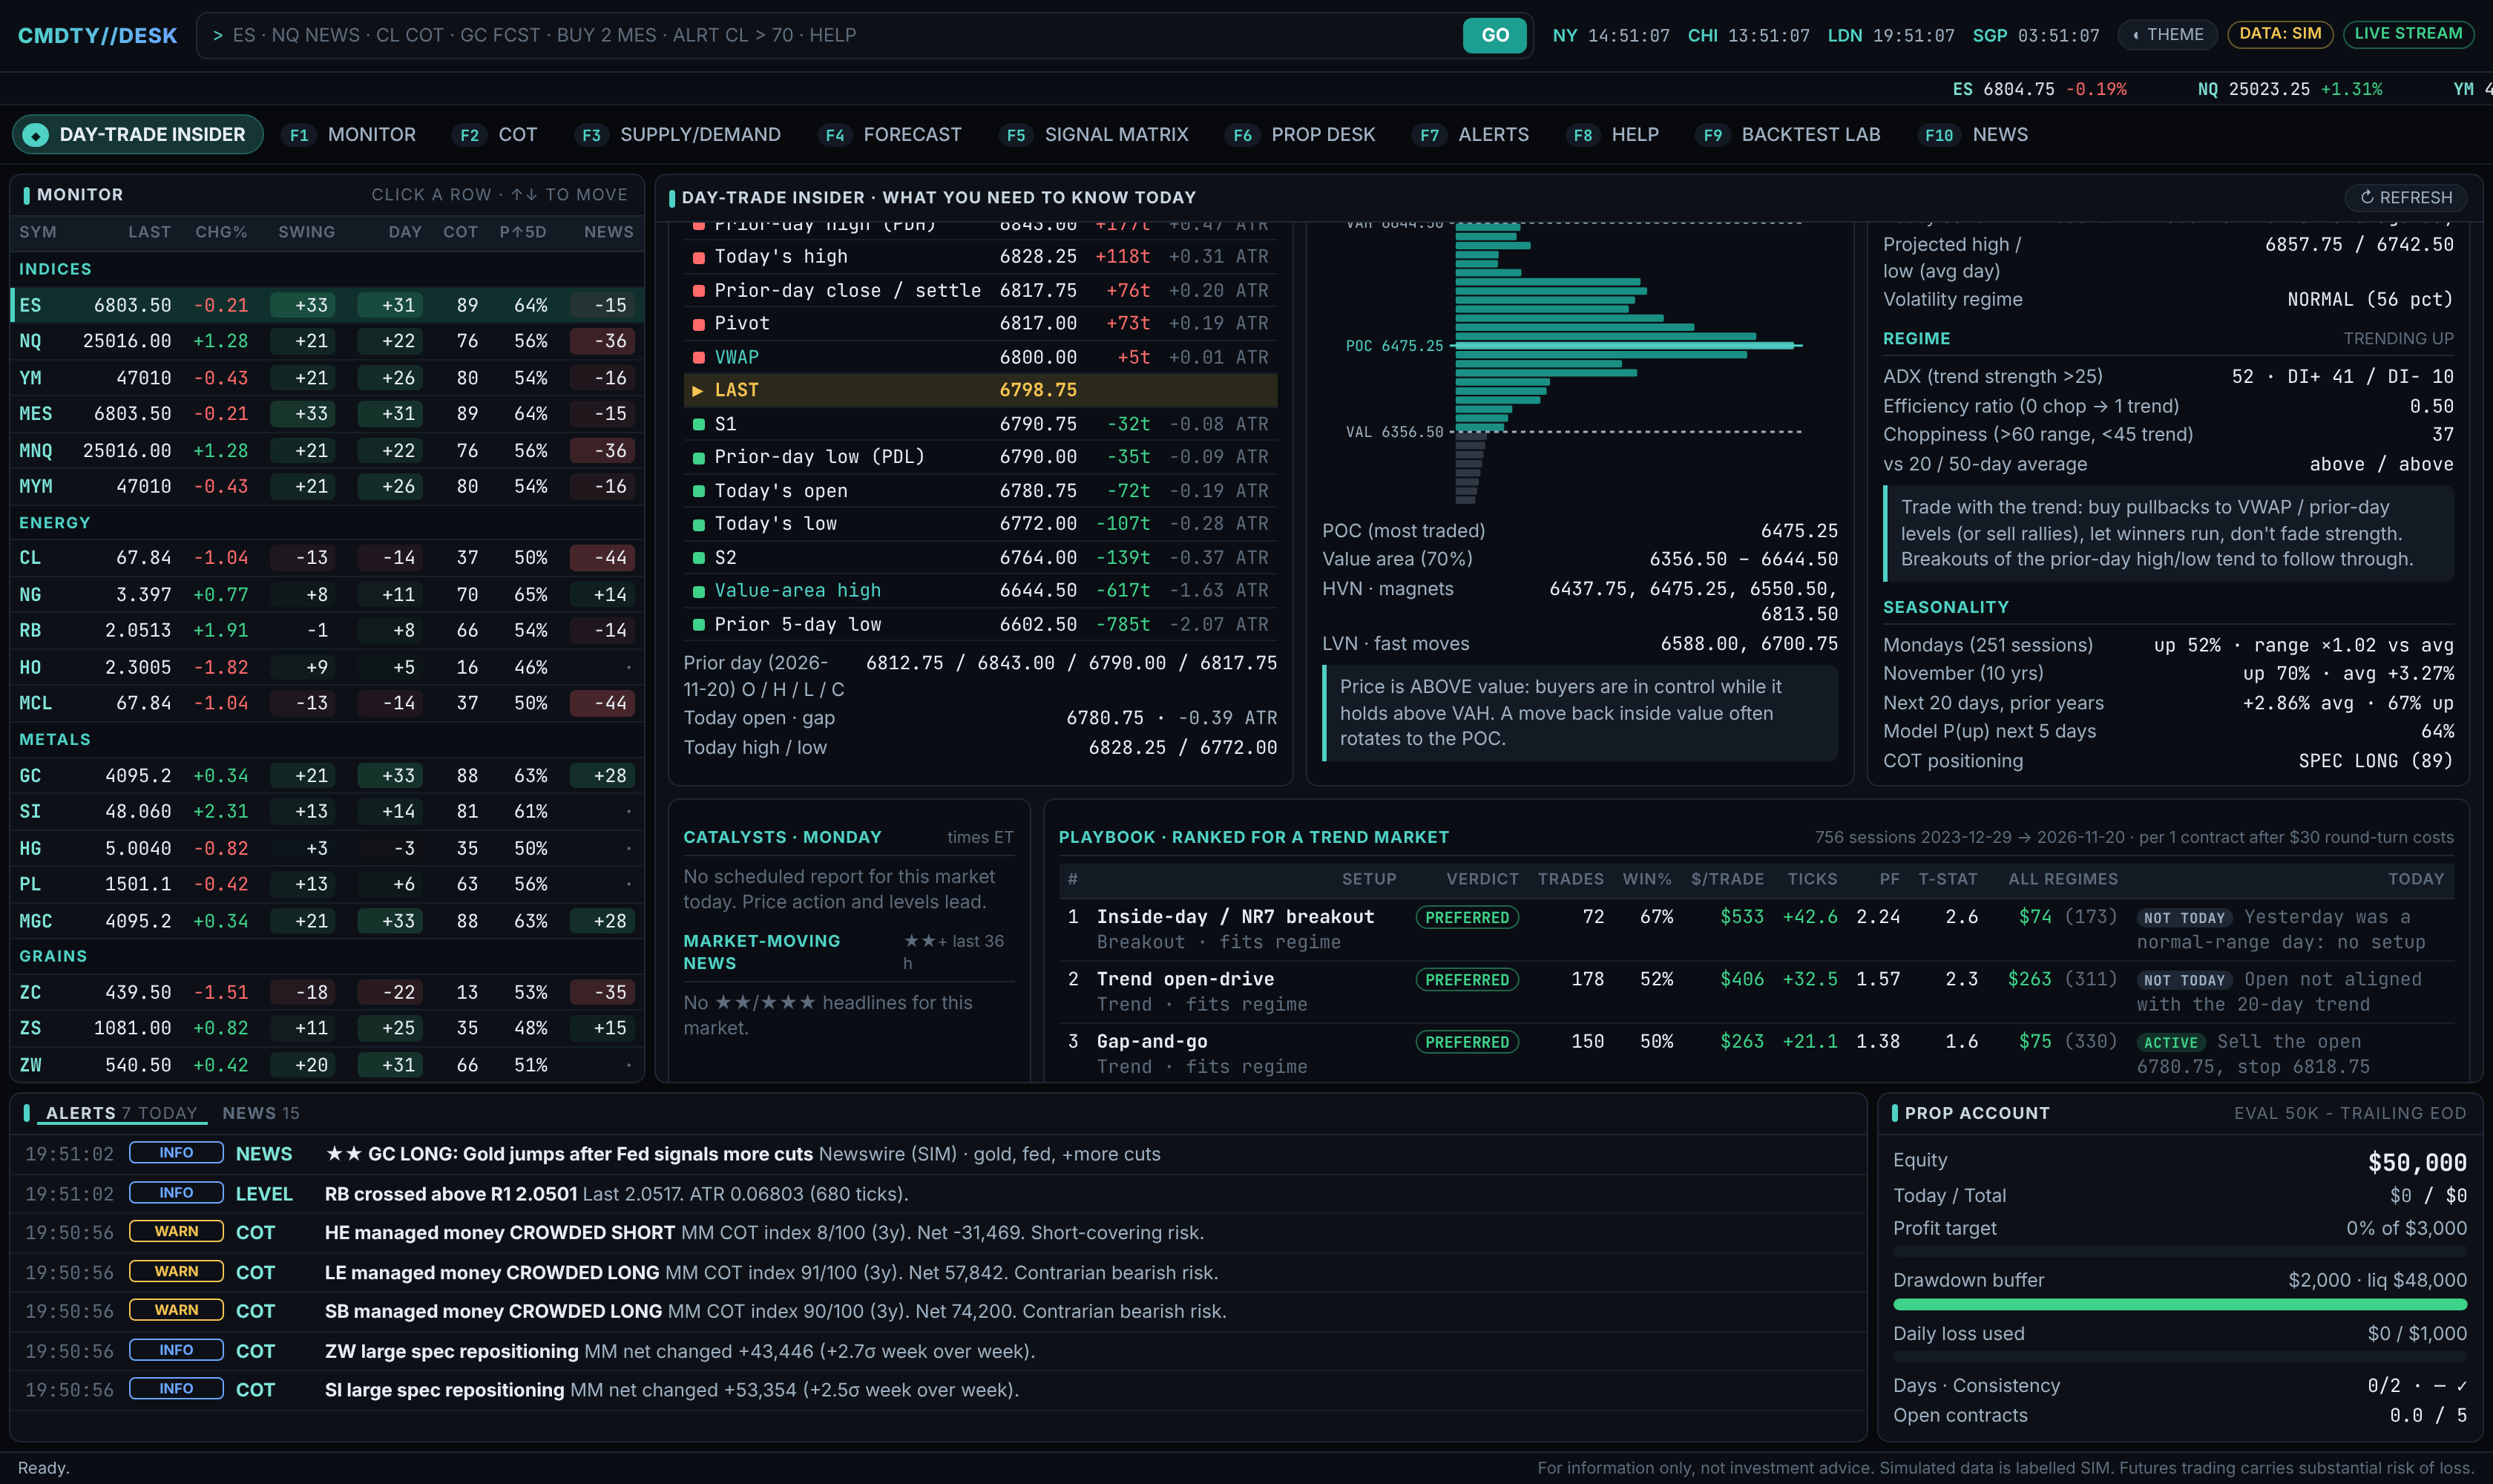 CMDTY//DESK
> ES · NQ NEWS · CL COT · GC FCST · BUY 2 MES · ALRT CL > 70 · HELP
GO
NY 14:51:07 CHI 13:51:07 LDN 19:51:07 SGP 03:51:07
THEME
DATA: SIM
LIVE STREAM
ES 6804.75 -0.19% NQ 25023.25 +1.31% YM 4
DAY-TRADE INSIDER F1 MONITOR F2 COT F3 SUPPLY/DEMAND F4 FORECAST F5 SIGNAL MATRIX F6 PROP DESK F7 ALERTS F8 HELP F9 BACKTEST LAB F10 NEWS
MONITOR CLICK A ROW · ↑↓ TO MOVE
SYM LAST CHG% SWING DAY COT P↑5D NEWS
INDICES
ES 6803.50 -0.21 +33 +31 89 64% -15
NQ 25016.00 +1.28 +21 +22 76 56% -36
YM 47010 -0.43 +21 +26 80 54% -16
MES 6803.50 -0.21 +33 +31 89 64% -15
MNQ 25016.00 +1.28 +21 +22 76 56% -36
MYM 47010 -0.43 +21 +26 80 54% -16
ENERGY
CL 67.84 -1.04 -13 -14 37 50% -44
NG 3.397 +0.77 +8 +11 70 65% +14
RB 2.0513 +1.91 -1 +8 66 54% -14
HO 2.3005 -1.82 +9 +5 16 46% ·
MCL 67.84 -1.04 -13 -14 37 50% -44
METALS
GC 4095.2 +0.34 +21 +33 88 63% +28
SI 48.060 +2.31 +13 +14 81 61% ·
HG 5.0040 -0.82 +3 -3 35 50% ·
PL 1501.1 -0.42 +13 +6 63 56% ·
MGC 4095.2 +0.34 +21 +33 88 63% +28
GRAINS
ZC 439.50 -1.51 -18 -22 13 53% -35
ZS 1081.00 +0.82 +11 +25 35 48% +15
ZW 540.50 +0.42 +20 +31 66 51% ·
DAY-TRADE INSIDER · WHAT YOU NEED TO KNOW TODAY
↻ REFRESH
Prior-day high (PDH) 6843.00 +177t +0.47 ATR
Today's high 6828.25 +118t +0.31 ATR
Prior-day close / settle 6817.75 +76t +0.20 ATR
Pivot 6817.00 +73t +0.19 ATR
VWAP 6800.00 +5t +0.01 ATR
▶ LAST 6798.75
S1 6790.75 -32t -0.08 ATR
Prior-day low (PDL) 6790.00 -35t -0.09 ATR
Today's open 6780.75 -72t -0.19 ATR
Today's low 6772.00 -107t -0.28 ATR
S2 6764.00 -139t -0.37 ATR
Value-area high 6644.50 -617t -1.63 ATR
Prior 5-day low 6602.50 -785t -2.07 ATR
Prior day (2026- 6812.75 / 6843.00 / 6790.00 / 6817.75
11-20) O / H / L / C
Today open · gap 6780.75 · -0.39 ATR
Today high / low 6828.25 / 6772.00
VAH 6644.50
POC 6475.25
VAL 6356.50
POC (most traded) 6475.25
Value area (70%) 6356.50 – 6644.50
HVN · magnets 6437.75, 6475.25, 6550.50,
6813.50
LVN · fast moves 6588.00, 6700.75
Price is ABOVE value: buyers are in control while it
holds above VAH. A move back inside value often
rotates to the POC.
Projected high / 6857.75 / 6742.50
low (avg day)
Volatility regime NORMAL (56 pct)
REGIME TRENDING UP
ADX (trend strength >25) 52 · DI+ 41 / DI- 10
Efficiency ratio (0 chop → 1 trend) 0.50
Choppiness (>60 range, <45 trend) 37
vs 20 / 50-day average above / above
Trade with the trend: buy pullbacks to VWAP / prior-day
levels (or sell rallies), let winners run, don't fade strength.
Breakouts of the prior-day high/low tend to follow through.
SEASONALITY
Mondays (251 sessions) up 52% · range ×1.02 vs avg
November (10 yrs) up 70% · avg +3.27%
Next 20 days, prior years +2.86% avg · 67% up
Model P(up) next 5 days 64%
COT positioning SPEC LONG (89)
CATALYSTS · MONDAY times ET
No scheduled report for this market
today. Price action and levels lead.
MARKET-MOVING ★★+ last 36
NEWS h
No ★★/★★★ headlines for this
market.
PLAYBOOK · RANKED FOR A TREND MARKET 756 sessions 2023-12-29 → 2026-11-20 · per 1 contract after $30 round-turn costs
# SETUP VERDICT TRADES WIN% $/TRADE TICKS PF T-STAT ALL REGIMES TODAY
1 Inside-day / NR7 breakout PREFERRED 72 67% $533 +42.6 2.24 2.6 $74 (173) NOT TODAY Yesterday was a
Breakout · fits regime normal-range day: no setup
2 Trend open-drive PREFERRED 178 52% $406 +32.5 1.57 2.3 $263 (311) NOT TODAY Open not aligned
Trend · fits regime with the 20-day trend
3 Gap-and-go PREFERRED 150 50% $263 +21.1 1.38 1.6 $75 (330) ACTIVE Sell the open
Trend · fits regime 6780.75, stop 6818.75
ALERTS 7 TODAY NEWS 15
19:51:02 INFO NEWS ★★ GC LONG: Gold jumps after Fed signals more cuts Newswire (SIM) · gold, fed, +more cuts
19:51:02 INFO LEVEL RB crossed above R1 2.0501 Last 2.0517. ATR 0.06803 (680 ticks).
19:50:56 WARN COT HE managed money CROWDED SHORT MM COT index 8/100 (3y). Net -31,469. Short-covering risk.
19:50:56 WARN COT LE managed money CROWDED LONG MM COT index 91/100 (3y). Net 57,842. Contrarian bearish risk.
19:50:56 WARN COT SB managed money CROWDED LONG MM COT index 90/100 (3y). Net 74,200. Contrarian bearish risk.
19:50:56 INFO COT ZW large spec repositioning MM net changed +43,446 (+2.7σ week over week).
19:50:56 INFO COT SI large spec repositioning MM net changed +53,354 (+2.5σ week over week).
PROP ACCOUNT EVAL 50K - TRAILING EOD
Equity $50,000
Today / Total $0 / $0
Profit target 0% of $3,000
Drawdown buffer $2,000 · liq $48,000
Daily loss used $0 / $1,000
Days · Consistency 0/2 · — ✓
Open contracts 0.0 / 5
Ready.
For information only, not investment advice. Simulated data is labelled SIM. Futures trading carries substantial risk of loss.